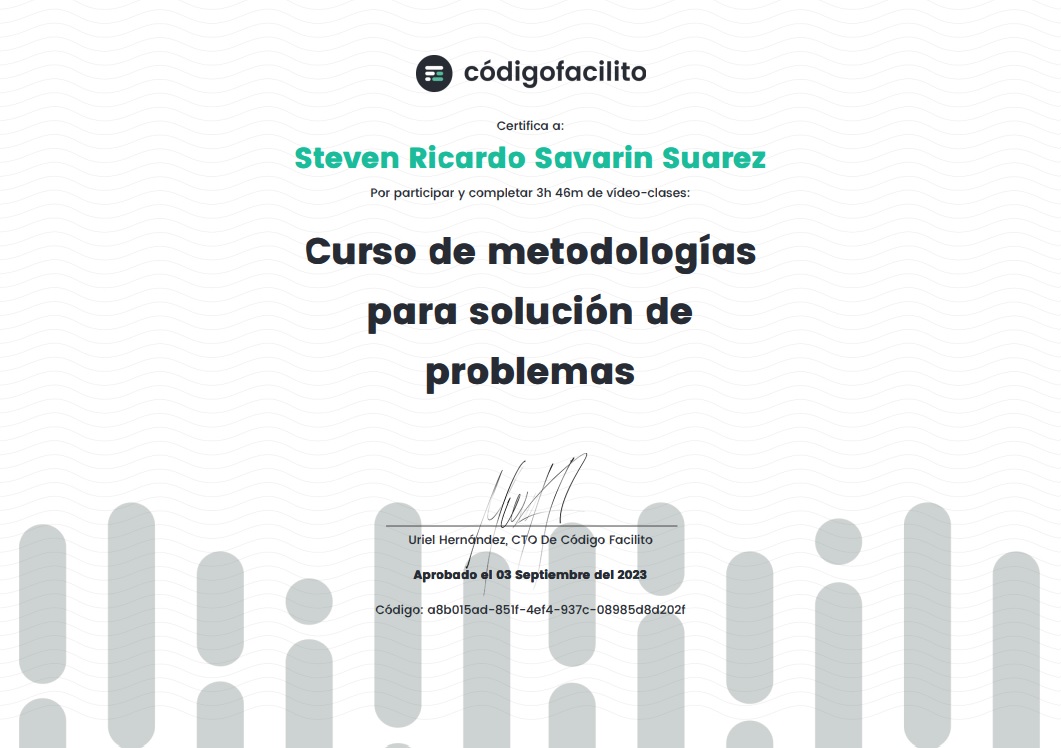 códigofacilito
Certifica a:
Steven Ricardo Savarin Suarez
Por participar y completar 3h 46m de vídeo-clases:
Curso de metodologías
para solución de
problemas
Uriel Hernández, CTO De Código Facilito
Aprobado el 03 Septiembre del 2023
Código: a8b015ad-851f-4ef4-937c-08985d8d202f